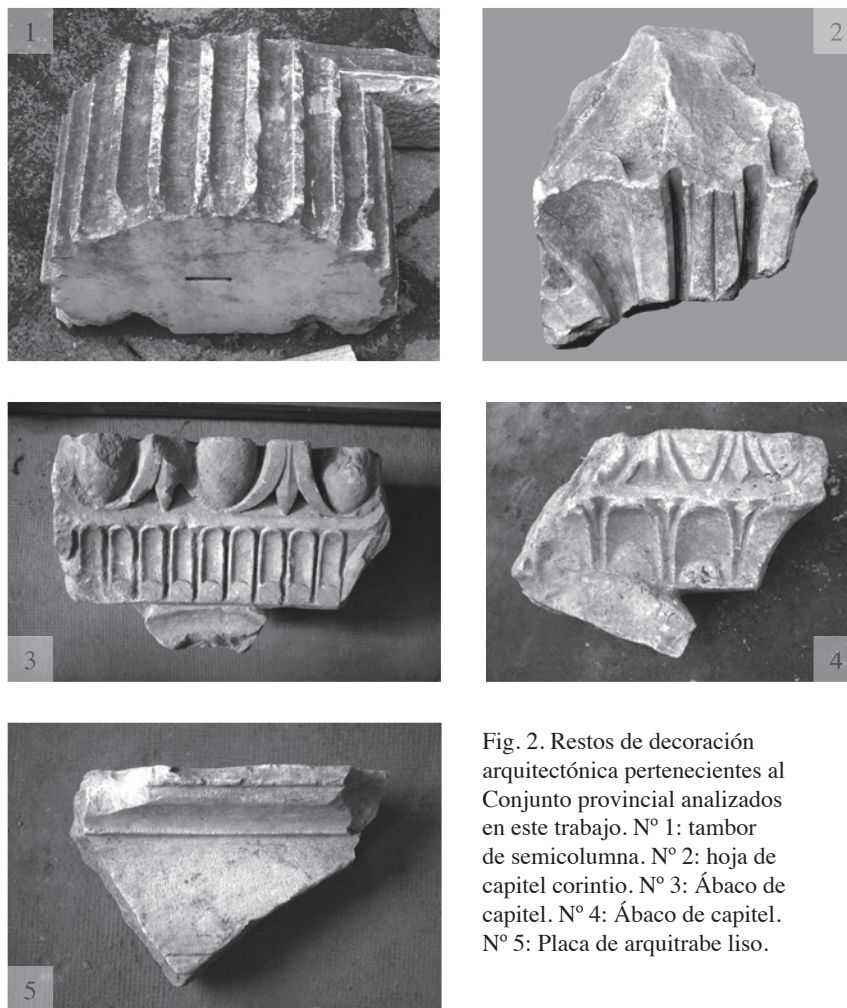 1
2
3
4
5
Fig. 2. Restos de decoración
arquitectónica pertenecientes al
Conjunto provincial analizados
en este trabajo. Nº 1: tambor
de semicolumna. Nº 2: hoja de
capitel corintio. Nº 3: Ábaco de
capitel. Nº 4: Ábaco de capitel.
Nº 5: Placa de arquitrabe liso.